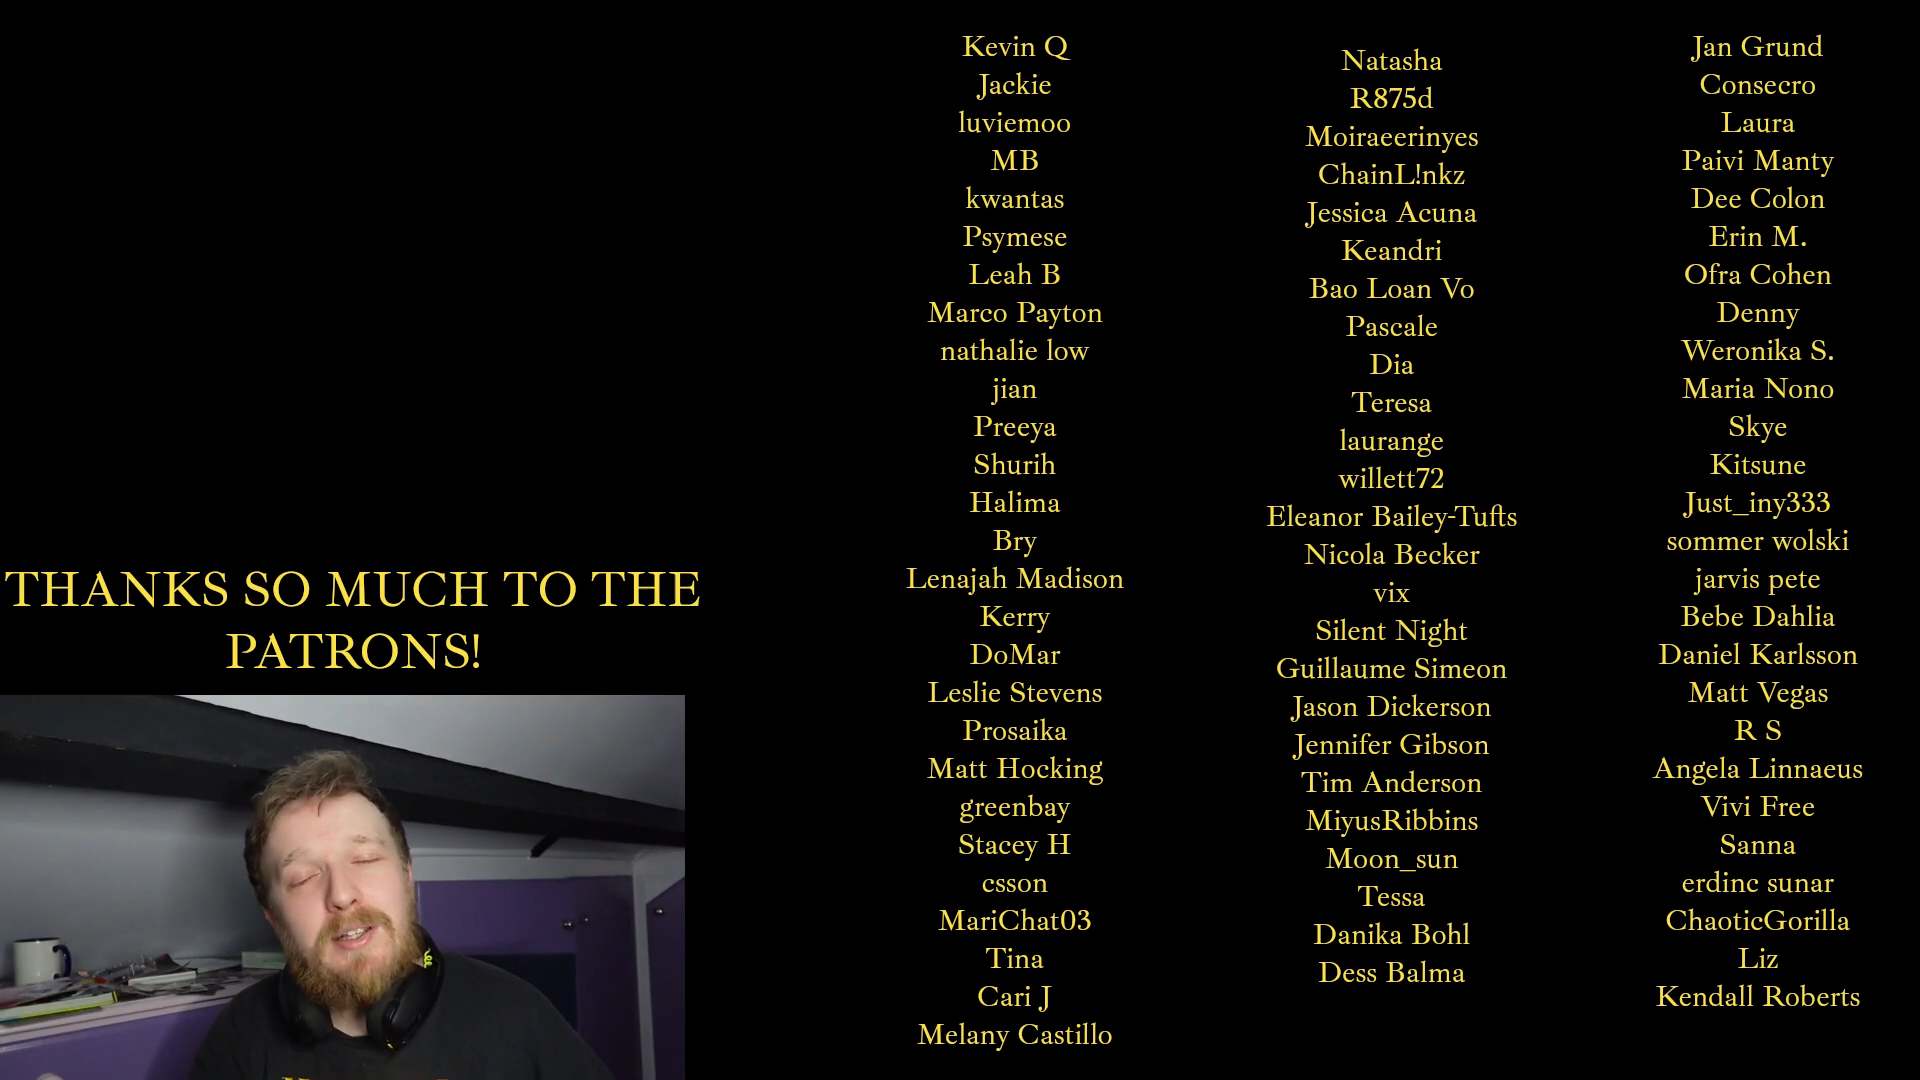 THANKS SO MUCH TO THE
PATRONS!
Kevin Q
Jackie
luviemoo
MB
kwantas
Psymese
Leah B
Marco Payton
nathalie low
jian
Preeya
Shurih
Halima
Bry
Lenajah Madison
Kerry
DoMar
Leslie Stevens
Prosaika
Matt Hocking
greenbay
Stacey H
csson
MariChat03
Tina
Cari J
Melany Castillo
Natasha
R875d
Moiraeerinyes
ChainL!nkz
Jessica Acuna
Keandri
Bao Loan Vo
Pascale
Dia
Teresa
laurange
willett72
Eleanor Bailey-Tufts
Nicola Becker
vix
Silent Night
Guillaume Simeon
Jason Dickerson
Jennifer Gibson
Tim Anderson
MiyusRibbins
Moon_sun
Tessa
Danika Bohl
Dess Balma
Jan Grund
Consecro
Laura
Paivi Manty
Dee Colon
Erin M.
Ofra Cohen
Denny
Weronika S.
Maria Nono
Skye
Kitsune
Just_iny333
sommer wolski
jarvis pete
Bebe Dahlia
Daniel Karlsson
Matt Vegas
R S
Angela Linnaeus
Vivi Free
Sanna
erdinc sunar
ChaoticGorilla
Liz
Kendall Roberts